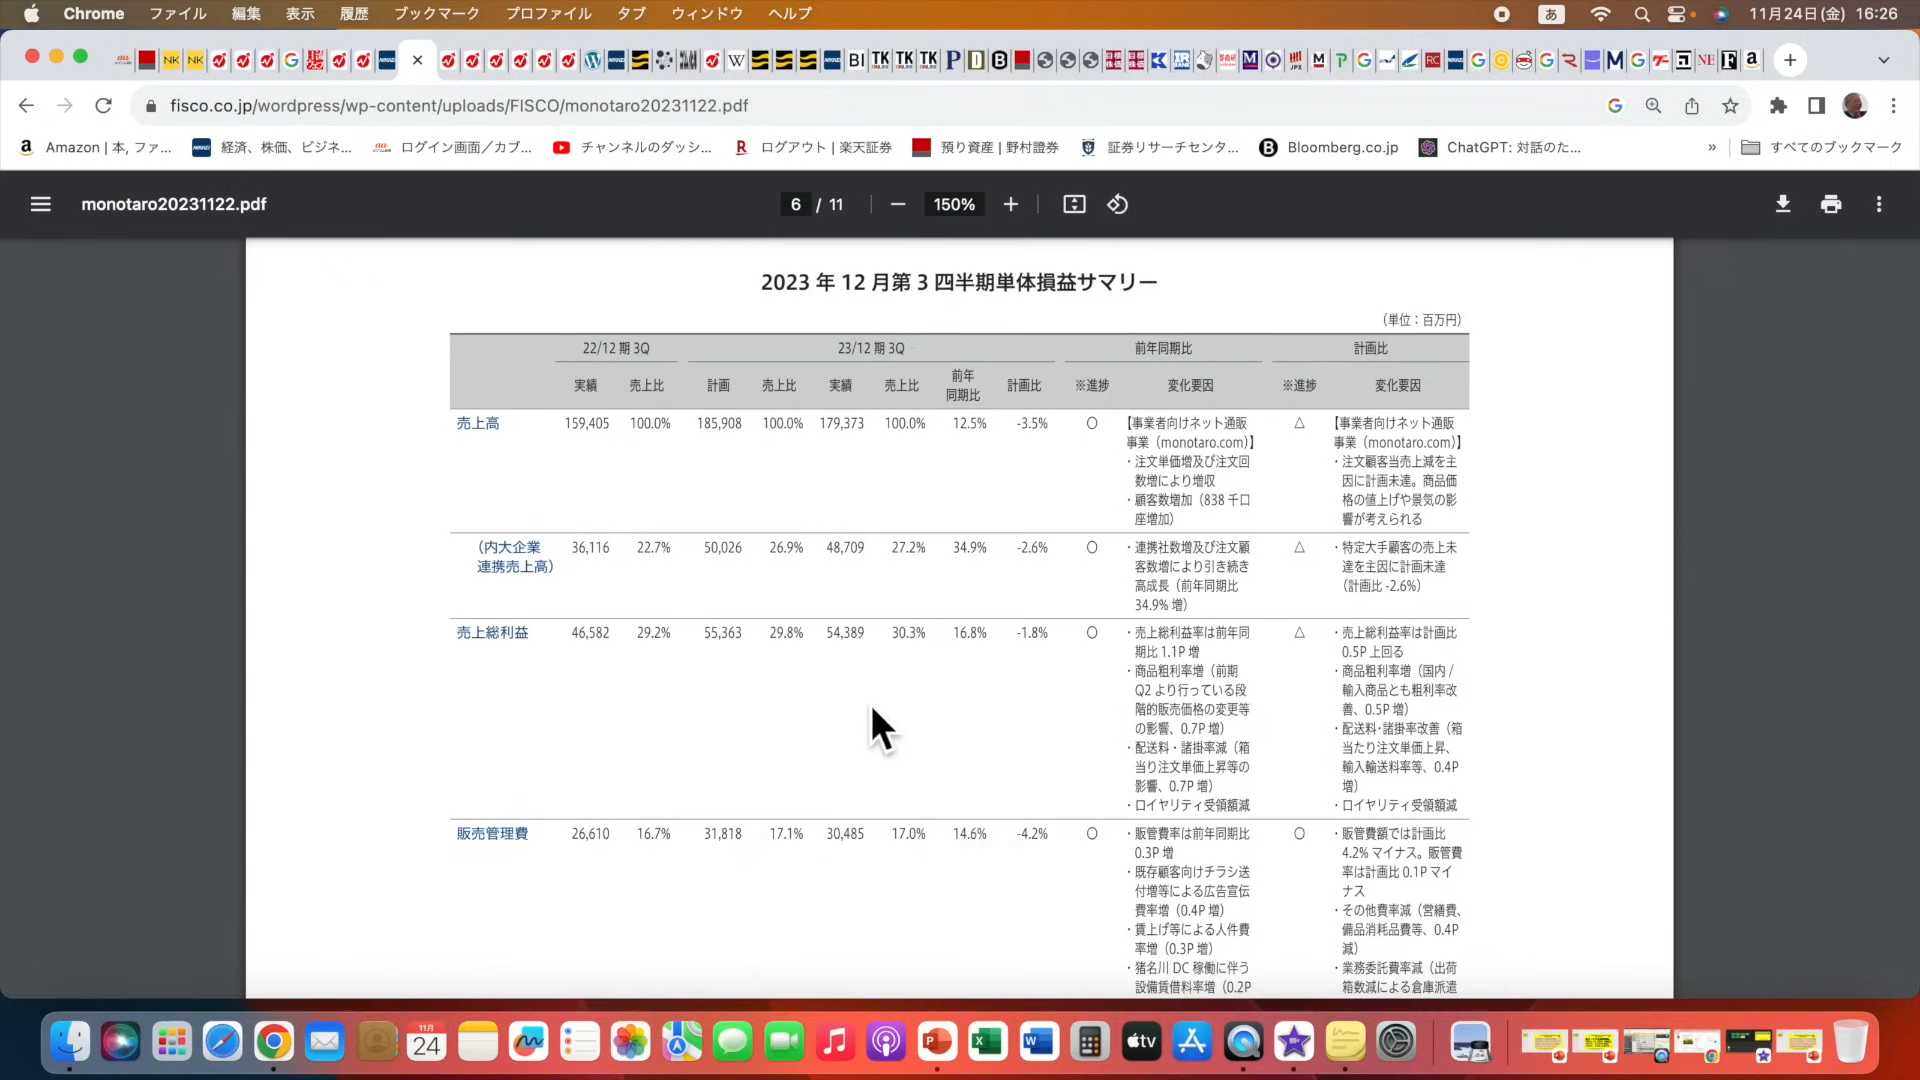 Chrome ファイル 編集 表示 履歴 ブックマーク プロファイル タブ ウィンドウ ヘルプ あ 11月24日(金) 16:26
fisco.co.jp/wordpress/wp-content/uploads/FISCO/monotaro20231122.pdf
Amazon | 本, ファ... 経済、株価、ビジネ... ログイン画面／カブ... チャンネルのダッシ... ログアウト | 楽天証券 預り資産 | 野村證券 証券リサーチセンタ... Bloomberg.co.jp ChatGPT: 対話のた... » すべてのブックマーク
monotaro20231122.pdf 6 / 11 150%
2023 年 12 月第 3 四半期単体損益サマリー
（単位：百万円）
22/12 期 3Q 23/12 期 3Q 前年同期比 計画比
実績 売上比 計画 売上比 実績 売上比 前年同期比 計画比 ※進捗 変化要因 ※進捗 変化要因
売上高 159,405 100.0% 185,908 100.0% 179,373 100.0% 12.5% -3.5% ○ △
【事業者向けネット通販
事業（monotaro.com）】
・注文単価増及び注文回
数増により増収
・顧客数増加（838 千口
座増加）
【事業者向けネット通販
事業（monotaro.com）】
・注文顧客当売上減を主
因に計画未達。商品価
格の値上げや景気の影
響が考えられる
（内大企業
連携売上高）
36,116 22.7% 50,026 26.9% 48,709 27.2% 34.9% -2.6% ○ △
・連携社数増及び注文顧
客数増により引き続き
高成長（前年同期比
34.9% 増）
・特定大手顧客の売上未
達を主因に計画未達
（計画比 -2.6%）
売上総利益 46,582 29.2% 55,363 29.8% 54,389 30.3% 16.8% -1.8% ○ △
・売上総利益率は前年同
期比 1.1P 増
・商品粗利率増（前期
Q2 より行っている段
階的販売価格の変更等
の影響、0.7P 増）
・配送料・諸掛率減（箱
当り注文単価上昇等の
影響、0.7P 増）
・ロイヤリティ受領額減
・売上総利益率は計画比
0.5P 上回る
・商品粗利率増（国内 /
輸入商品とも粗利率改
善、0.5P 増）
・配送料・諸掛率改善（箱
当たり注文単価上昇、
輸入輸送料率等、0.4P
増）
・ロイヤリティ受領額減
販売管理費 26,610 16.7% 31,818 17.1% 30,485 17.0% 14.6% -4.2% ○ ○
・販管費率は前年同期比
0.3P 増
・既存顧客向けチラシ送
付増等による広告宣伝
費率増（0.4P 増）
・賃上げ等による人件費
率増（0.3P 増）
・猪名川 DC 稼働に伴う
設備賃借料率増（0.2P
・販管費額では計画比
4.2% マイナス。販管費
率は計画比 0.1P マイ
ナス
・その他費率減（営繕費、
備品消耗品費等、0.4P
減）
・業務委託費率減（出荷
箱数減による倉庫派遣
11月
24
tv